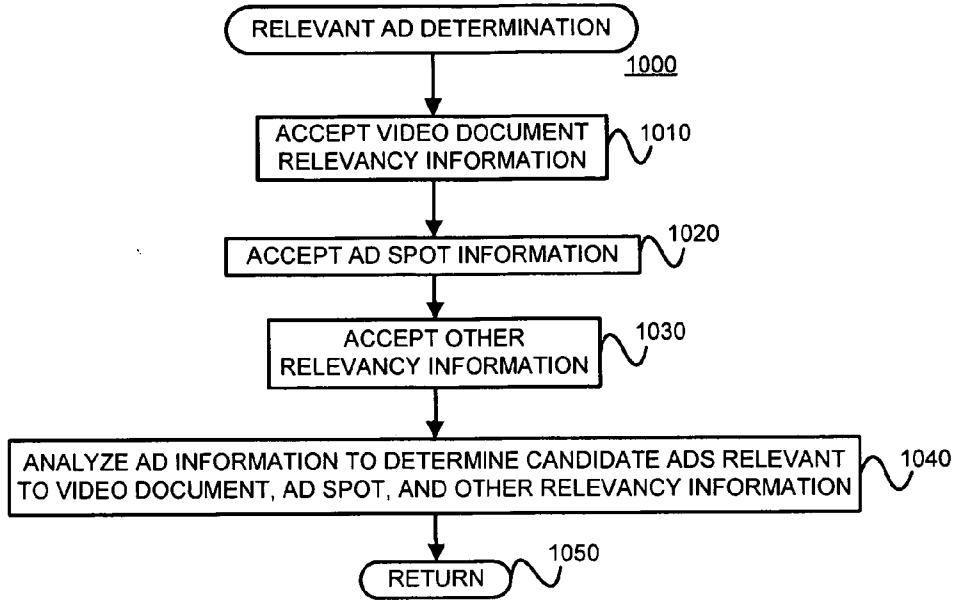 RELEVANT AD DETERMINATION
1000
ACCEPT VIDEO DOCUMENT
RELEVANCY INFORMATION
1010
ACCEPT AD SPOT INFORMATION
1020
ACCEPT OTHER
RELEVANCY INFORMATION
1030
ANALYZE AD INFORMATION TO DETERMINE CANDIDATE ADS RELEVANT
TO VIDEO DOCUMENT, AD SPOT, AND OTHER RELEVANCY INFORMATION
1040
RETURN
1050